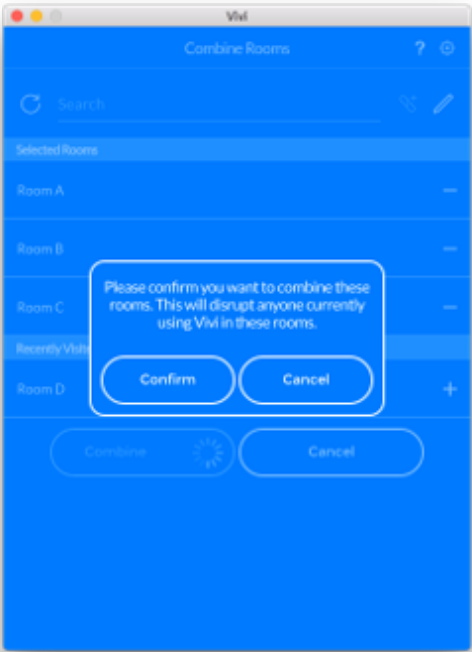 Vivi
Combine Rooms
?
Search
Selected Rooms
Room A
Room B
Room C
Please confirm you want to combine these
rooms. This will disrupt anyone currently
using Vivi in these rooms.
Confirm
Cancel
Recently
Room D
Combine
Cancel